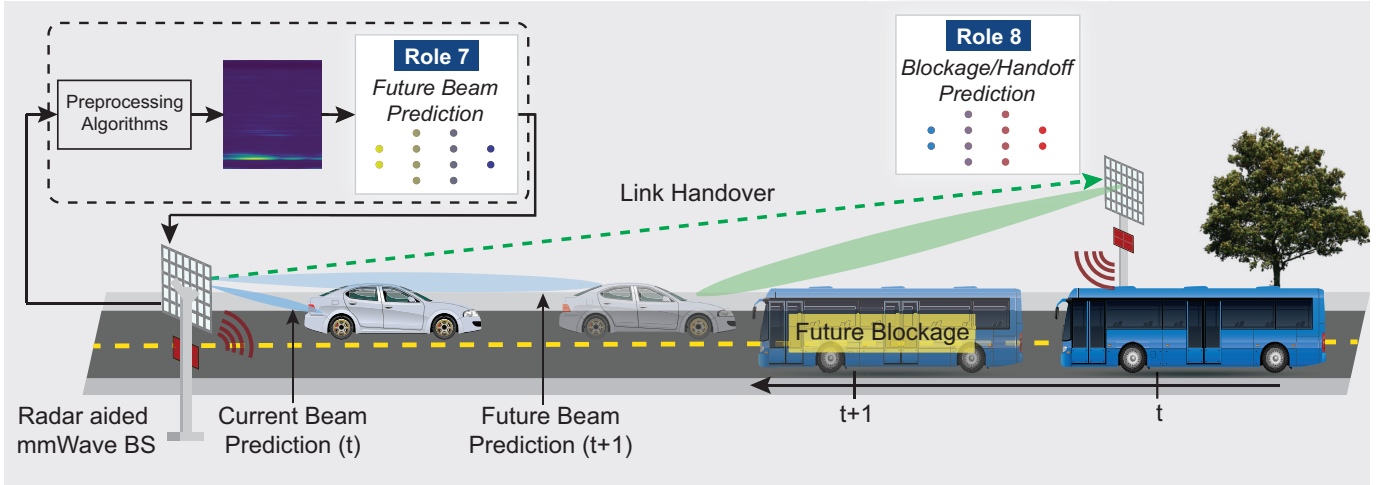 Role 7
Future Beam
Prediction
Preprocessing
Algorithms
Role 8
Blockage/Handoff
Prediction
Link Handover
Future Blockage
Radar aided
mmWave BS
Current Beam
Prediction (t)
Future Beam
Prediction (t+1)
t+1
t